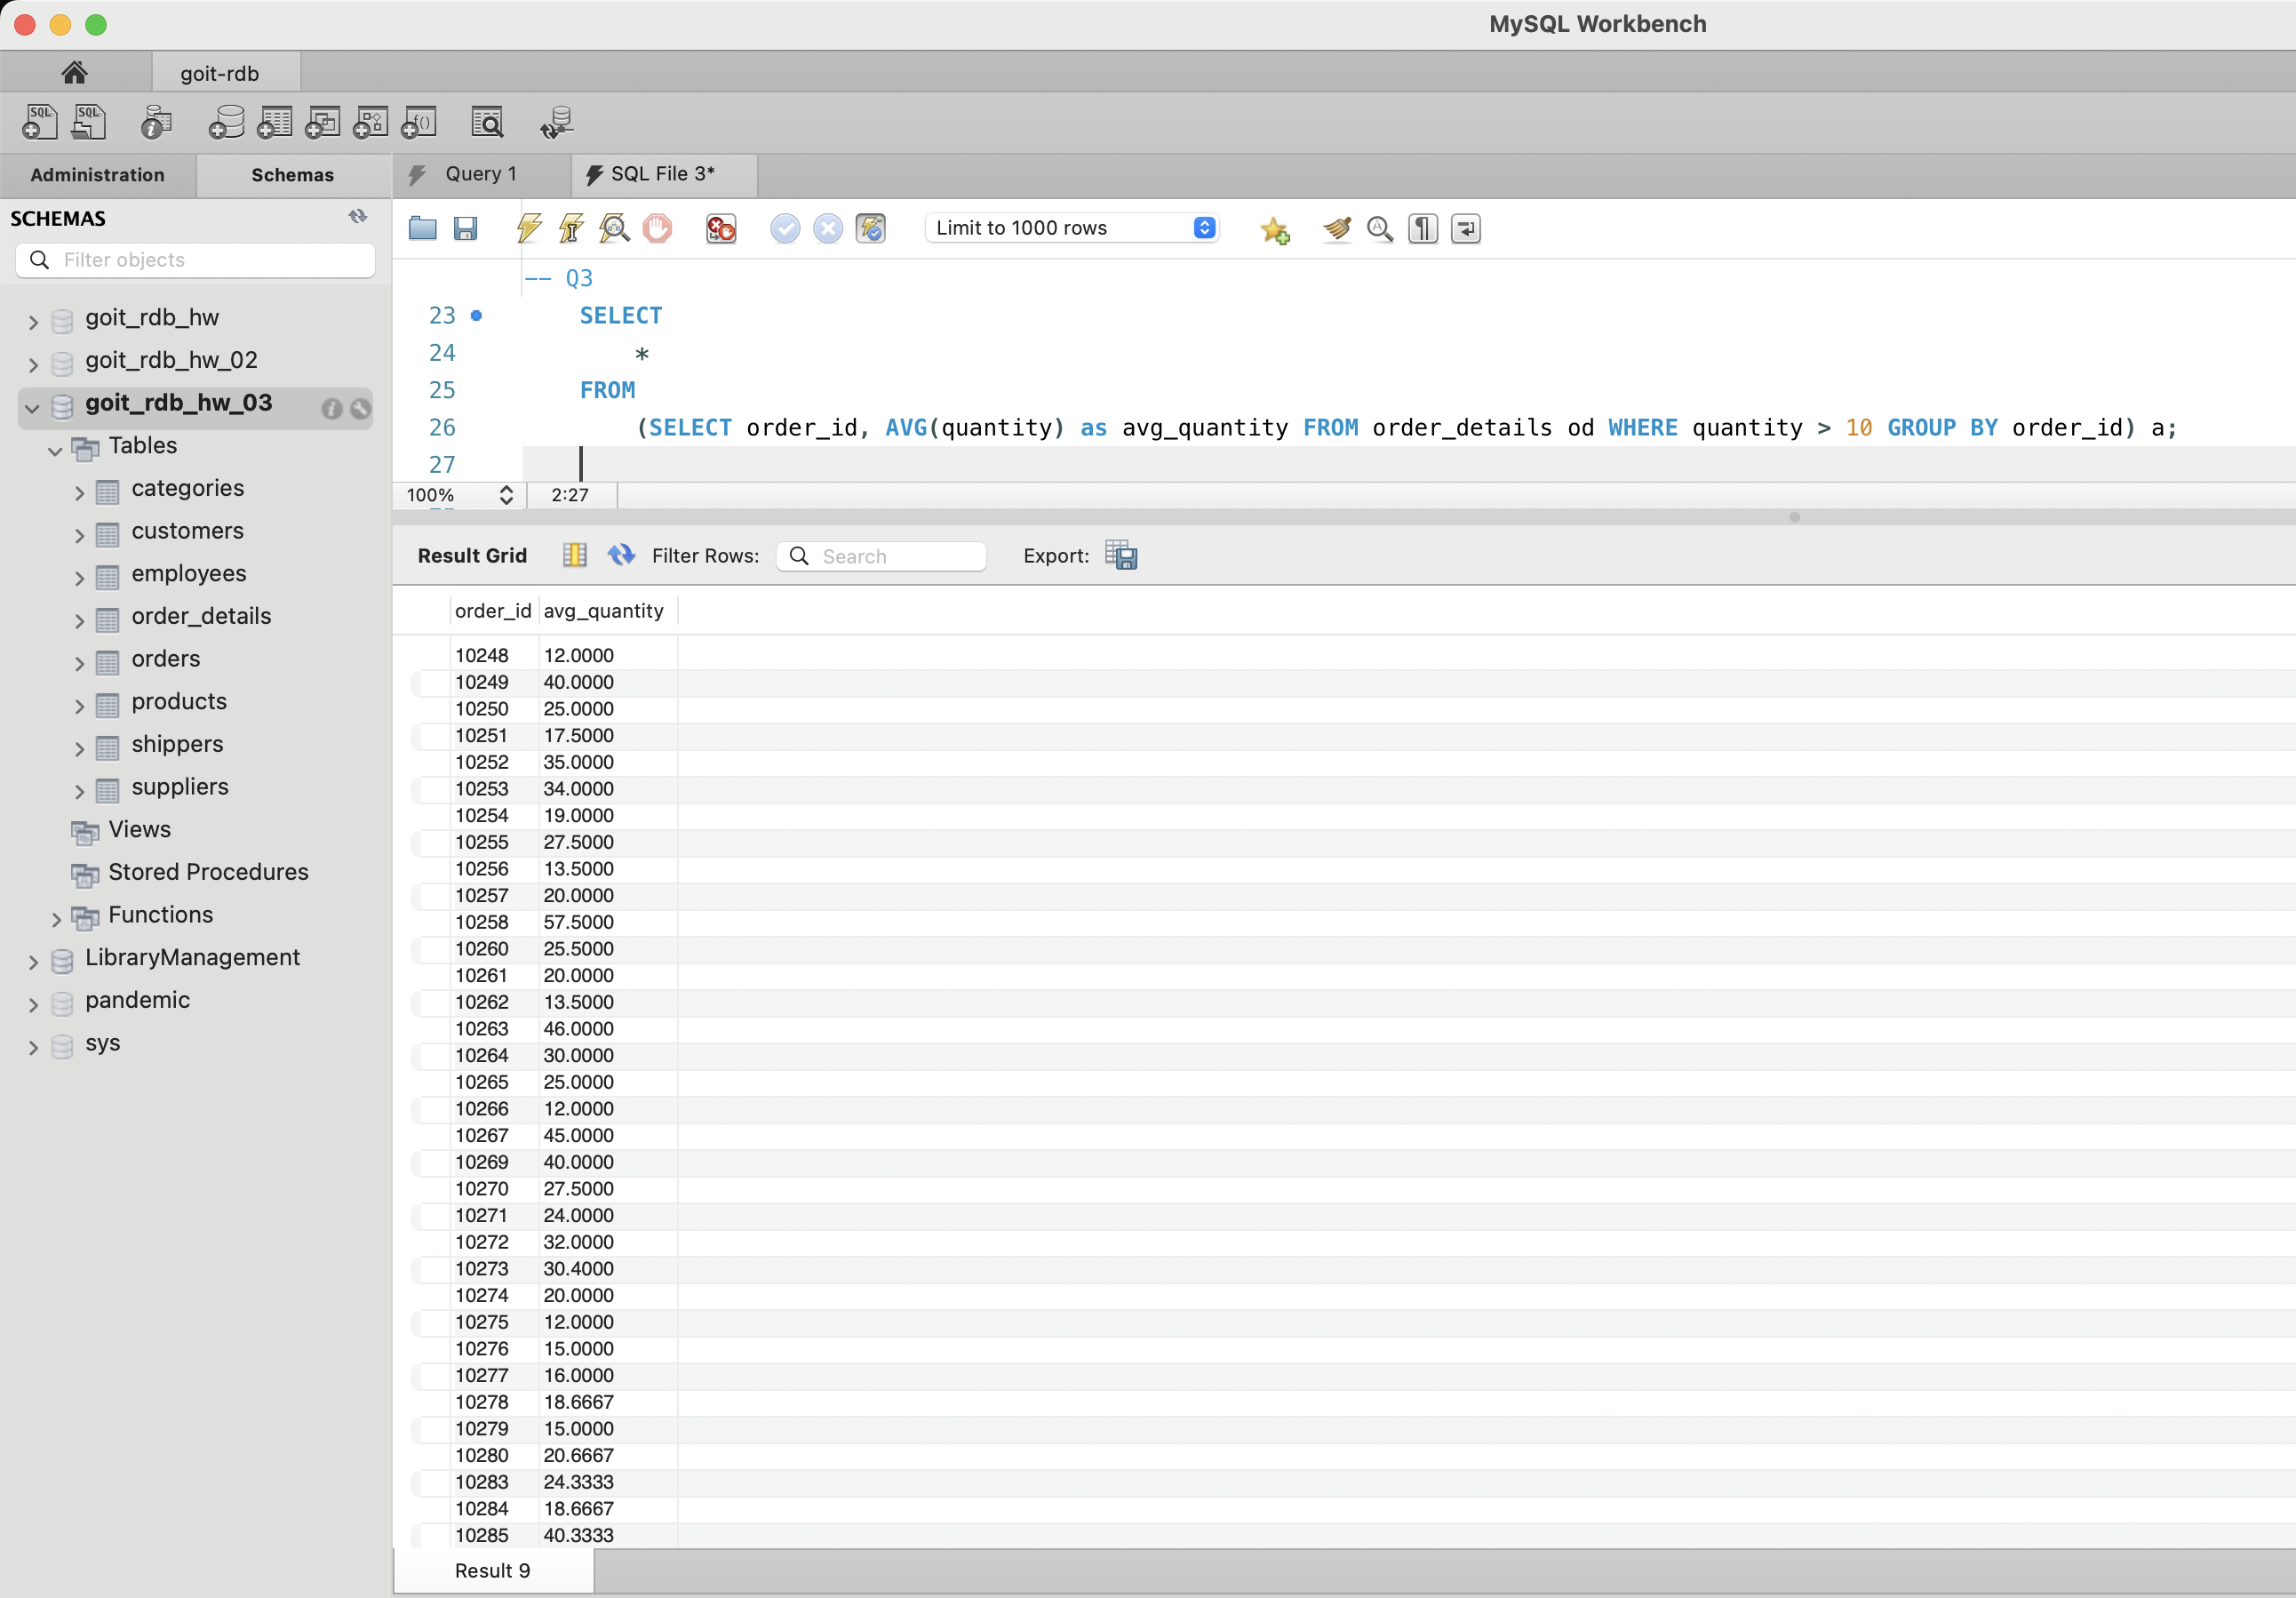 MySQL Workbench
goit-rdb
Administration
Schemas
Query 1
SQL File 3*
SCHEMAS
Filter objects
goit_rdb_hw
goit_rdb_hw_02
goit_rdb_hw_03
Tables
categories
customers
employees
order_details
orders
products
shippers
suppliers
Views
Stored Procedures
Functions
LibraryManagement
pandemic
sys
Limit to 1000 rows
-- Q3
23 SELECT
24 *
25 FROM
26 (SELECT order_id, AVG(quantity) as avg_quantity FROM order_details od WHERE quantity > 10 GROUP BY order_id) a;
27
100% 2:27
Result Grid Filter Rows: Search Export:
order_id avg_quantity
10248 12.0000
10249 40.0000
10250 25.0000
10251 17.5000
10252 35.0000
10253 34.0000
10254 19.0000
10255 27.5000
10256 13.5000
10257 20.0000
10258 57.5000
10260 25.5000
10261 20.0000
10262 13.5000
10263 46.0000
10264 30.0000
10265 25.0000
10266 12.0000
10267 45.0000
10269 40.0000
10270 27.5000
10271 24.0000
10272 32.0000
10273 30.4000
10274 20.0000
10275 12.0000
10276 15.0000
10277 16.0000
10278 18.6667
10279 15.0000
10280 20.6667
10283 24.3333
10284 18.6667
10285 40.3333
Result 9